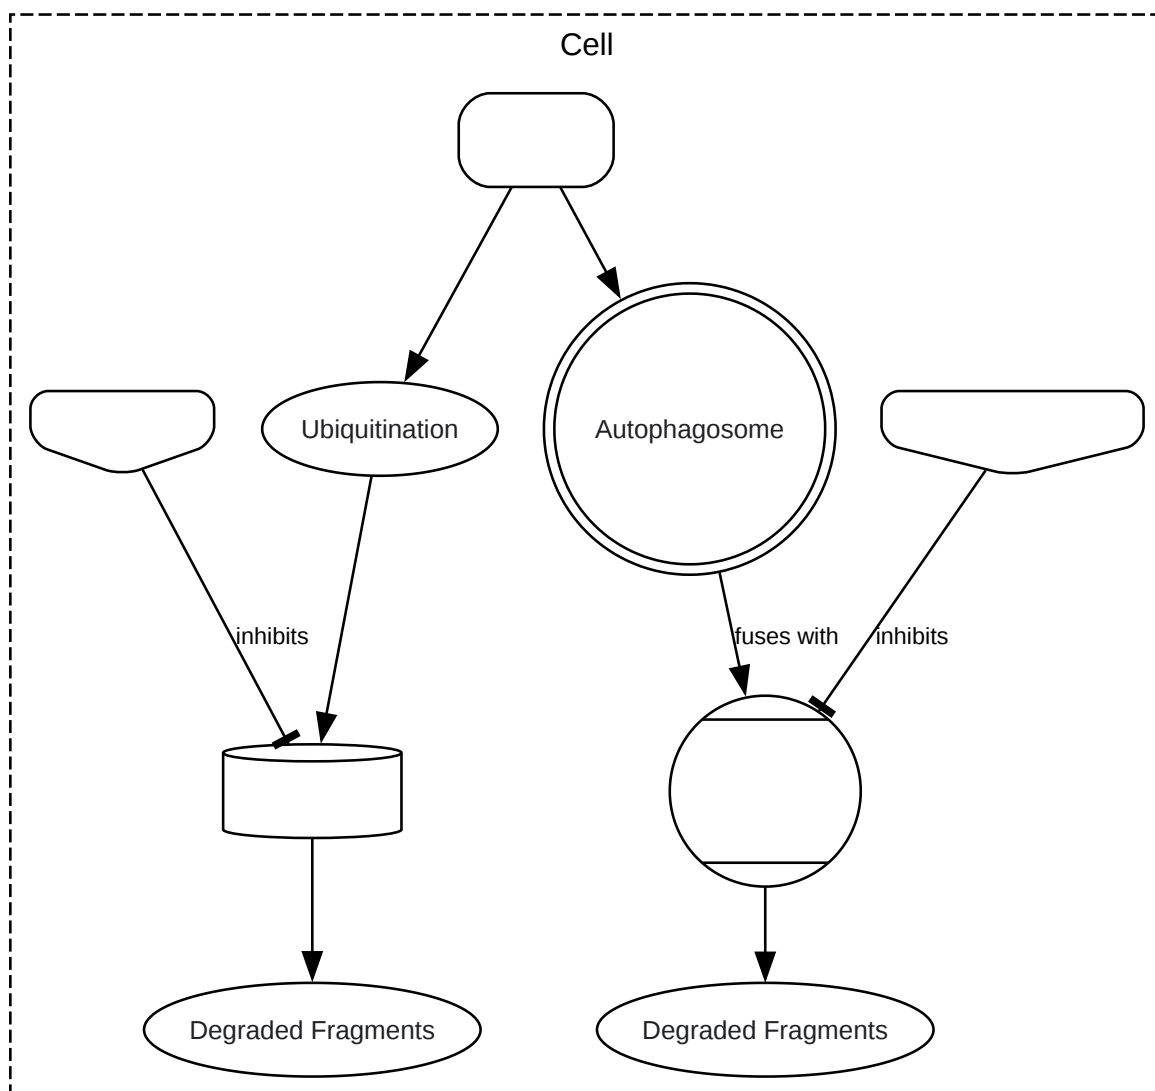 Cell
Ubiquitination
Autophagosome
inhibits
fuses with
inhibits
Degraded Fragments
Degraded Fragments